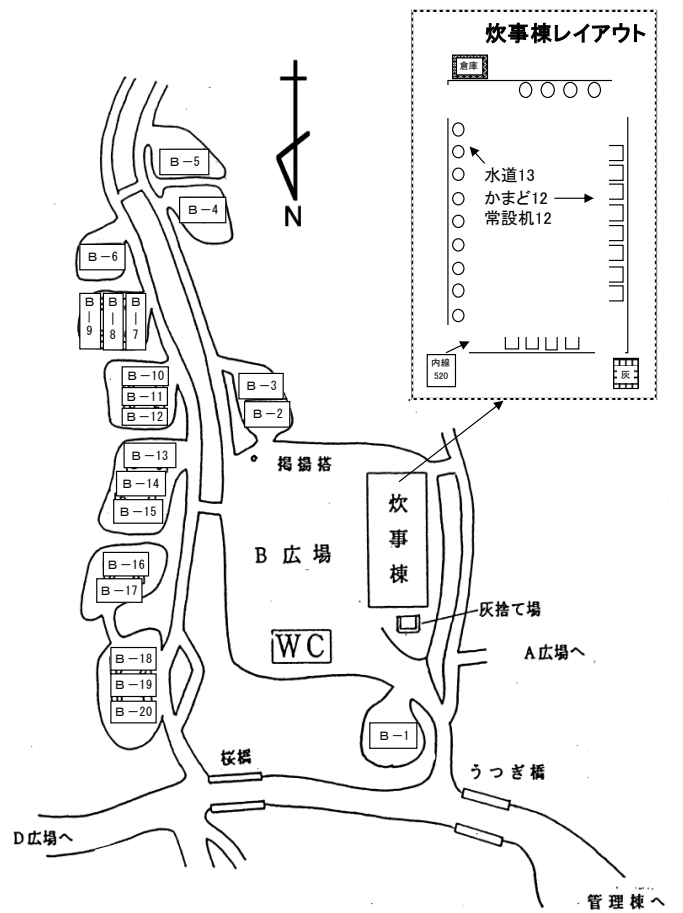 炊事棟レイアウト
倉庫
水道13
かまど12
常設机12
内線
520
灰
N
B-5
B-4
B-6
B-9
B-8
B-7
B-10
B-11
B-12
B-3
B-2
掲揚搭
B-13
B-14
B-15
B広場
炊事棟
B-16
B-17
灰捨て場
WC
A広場へ
B-18
B-19
B-20
B-1
桜橋
うつぎ橋
D広場へ
管理棟へ